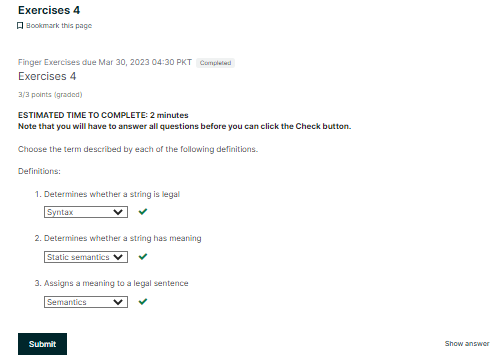 Exercises 4
Bookmark this page
Finger Exercises due Mar 30, 2023 04:30 PKT Completed
Exercises 4
3/3 points (graded)
ESTIMATED TIME TO COMPLETE: 2 minutes
Note that you will have to answer all questions before you can click the Check button.
Choose the term described by each of the following definitions.
Definitions:
1. Determines whether a string is legal
Syntax
2. Determines whether a string has meaning
Static semantics
3. Assigns a meaning to a legal sentence
Semantics
Submit
Show answer